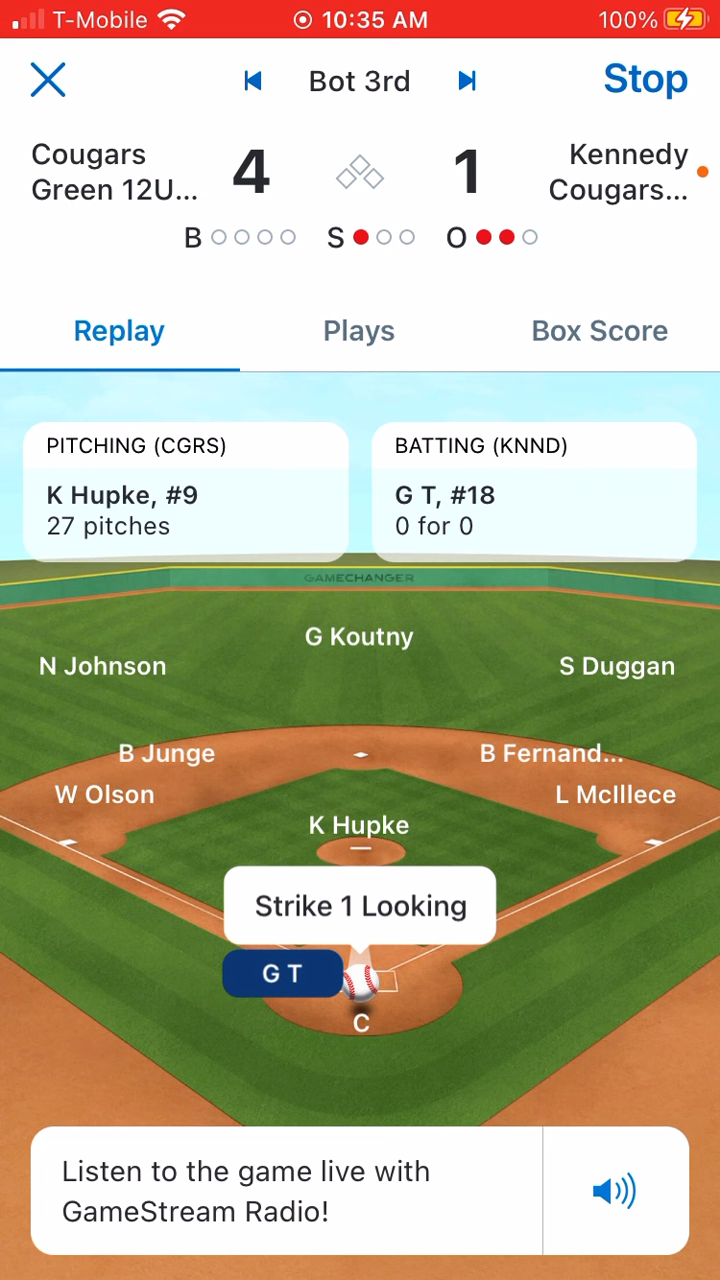 T-Mobile 10:35 AM 100%
Bot 3rd Stop
Cougars
Green 12U... 4 1 Kennedy
Cougars...
B S O
Replay Plays Box Score
PITCHING (CGRS)
K Hupke, #9
27 pitches
BATTING (KNND)
G T, #18
0 for 0
GAMECHANGER
G Koutny
N Johnson S Duggan
B Junge B Fernand...
W Olson L McIllece
K Hupke
Strike 1 Looking
G T
C
Listen to the game live with
GameStream Radio!